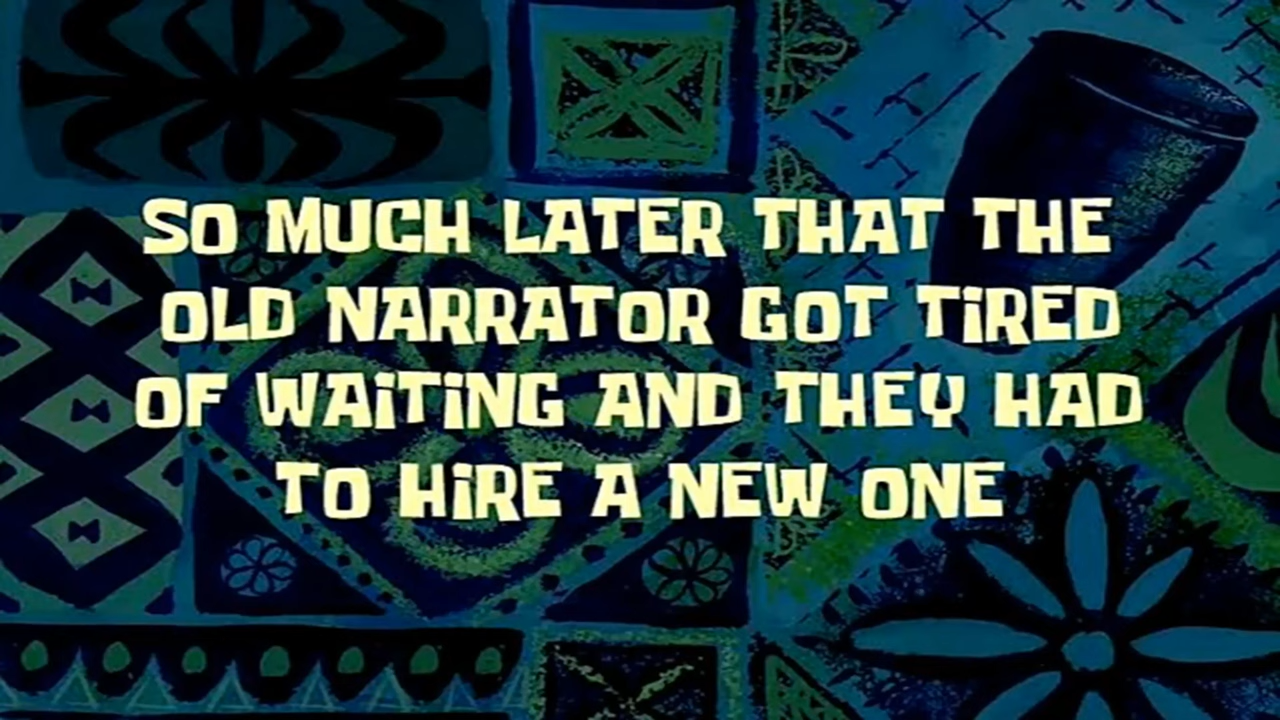 SO MUCH LATER THAT THE
OLD NARRATOR GOT TiRED
OF WAiTiNG AND THEY HAD
TO HiRE A NEW ONE